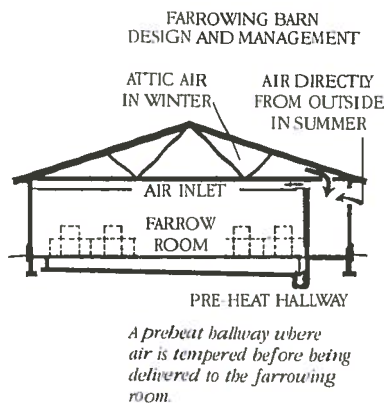 FARROWING BARN
DESIGN AND MANAGEMENT
ATTIC AIR
IN WINTER
AIR DIRECTLY
FROM OUTSIDE
IN SUMMER
AIR INLET
FARROW
ROOM
PRE-HEAT HALLWAY
A preheat hallway where
air is tempered before being
delivered to the farrowing
room.